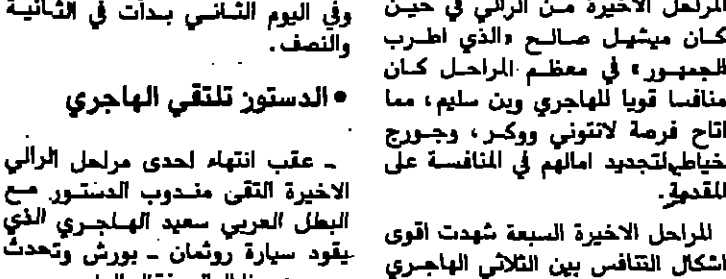 المراحل الاخيرة من الرالي في حين
كان ميشيل صالح «الذي اطرب
الجمهور» في معظم المراحل كان
منافسا قويا للهاجري وبن سليم، مما
اتاح فرصة لانتوني ووكر، وجورج
خياط لتجديد امالهم في المنافسة على
المقدمة.
المراحل الاخيرة السبعة شهدت اقوى
اشكال التنافس بين الثلاثي الهاجري
وفي اليوم الثاني بدأت في الثانية
والنصف.
• الدستور تلتقي الهاجري
ـ عقب انتهاء احدى مراحل الرالي
الاخيرة التقى مندوب الدستور مع
البطل العربي سعيد الهاجري الذي
يقود سيارة روثمان ـ بورش وتحدث